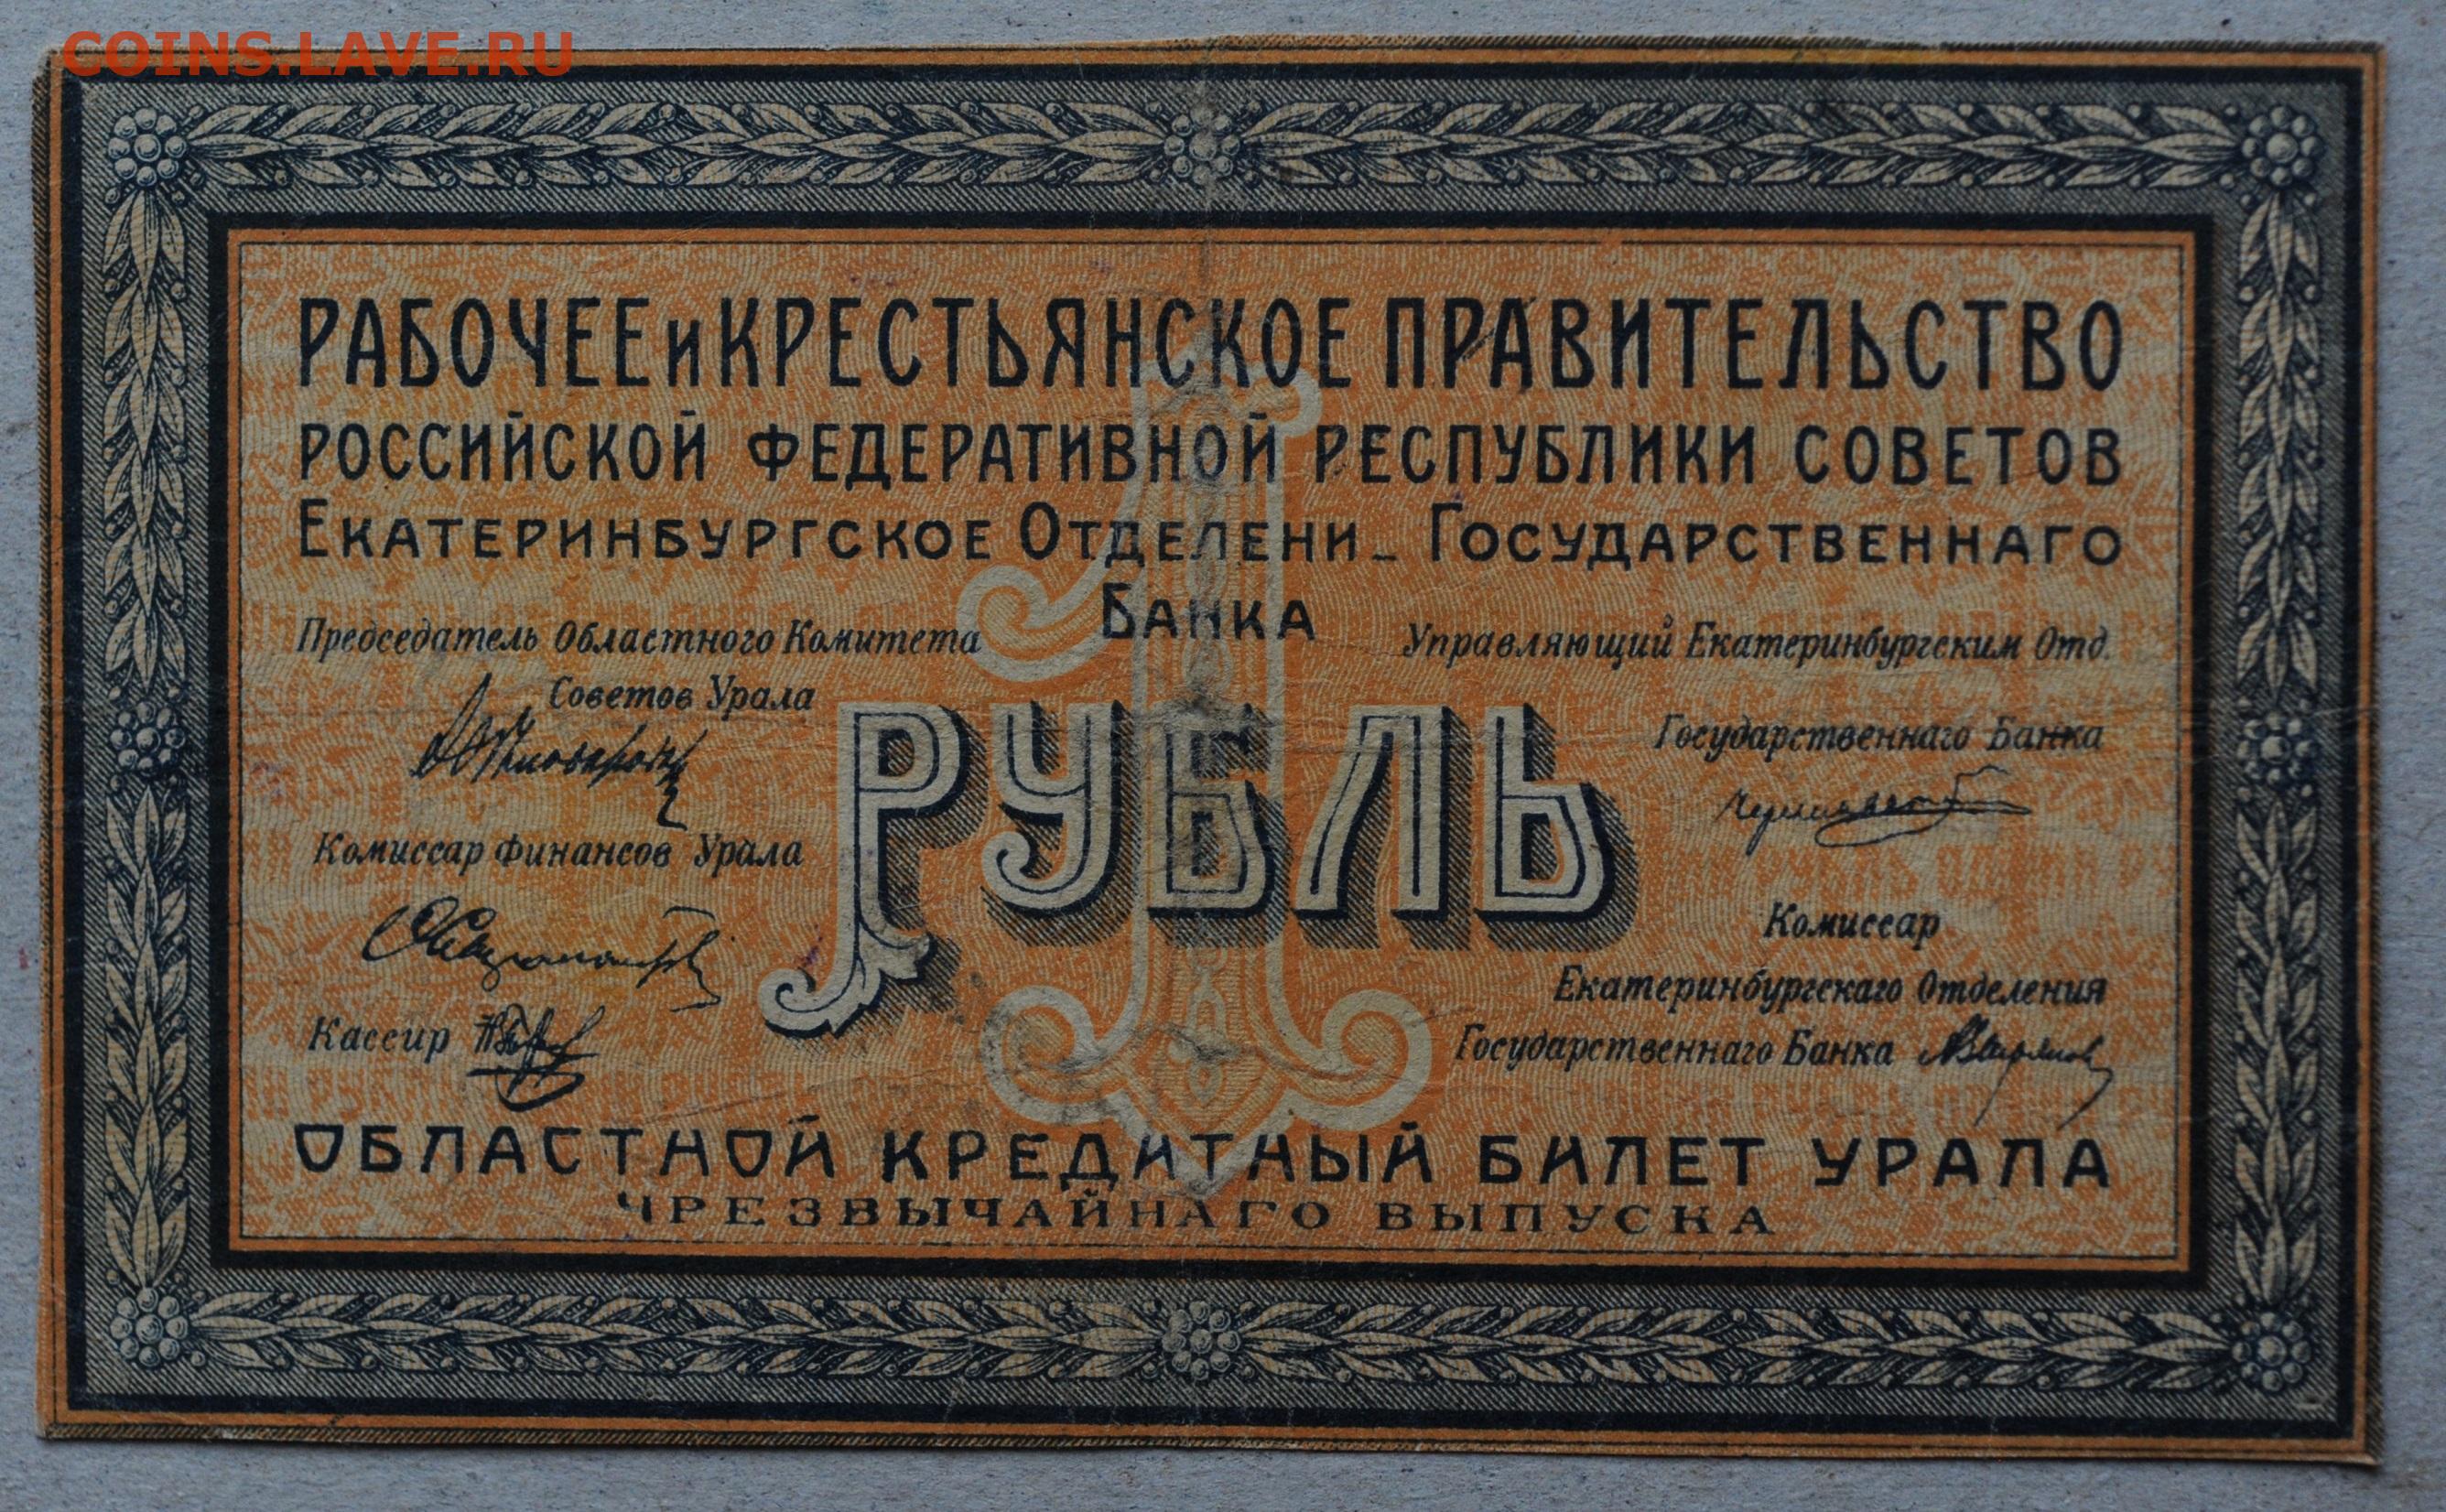 COINS.LAVE.RU
РАБОЧЕЕ И КРЕСТЬЯНСКОЕ ПРАВИТЕЛЬСТВО
РОССИЙСКОЙ ФЕДЕРАТИВНОЙ РЕСПУБЛИКИ СОВЕТОВ
ЕКАТЕРИНБУРГСКОЕ ОТДЕЛЕНИ_ ГОСУДАРСТВЕННАГО
БАНКА
Председатель Областного Комитета
Советов Урала
Комиссар Финансов Урала
Кассир
1
РУБЛЬ
Управляющий Екатеринбургским Отд.
Государственнаго Банка
Комиссар
Екатеринбургскаго Отделения
Государственнаго Банка
ОБЛАСТНОЙ КРЕДИТНЫЙ БИЛЕТ УРАЛА
ЧРЕЗВЫЧАЙНАГО ВЫПУСКА